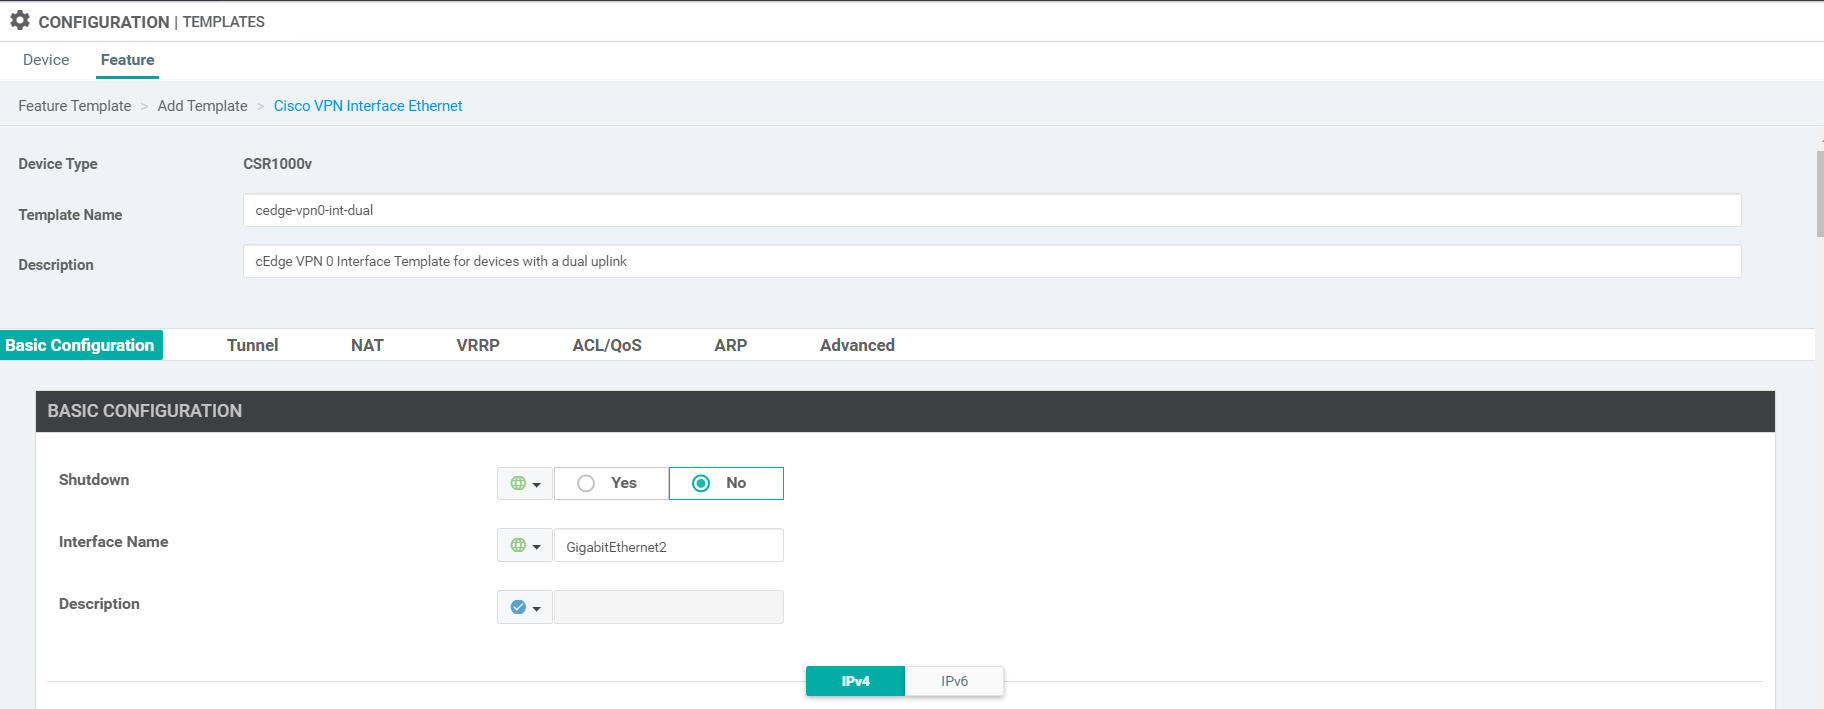 CONFIGURATION | TEMPLATES
Device Feature
Feature Template > Add Template > Cisco VPN Interface Ethernet
Device Type CSR1000v
Template Name cedge-vpn0-int-dual
Description cEdge VPN 0 Interface Template for devices with a dual uplink
Basic Configuration Tunnel NAT VRRP ACL/QoS ARP Advanced
BASIC CONFIGURATION
Shutdown Yes No
Interface Name GigabitEthernet2
Description
IPv4 IPv6